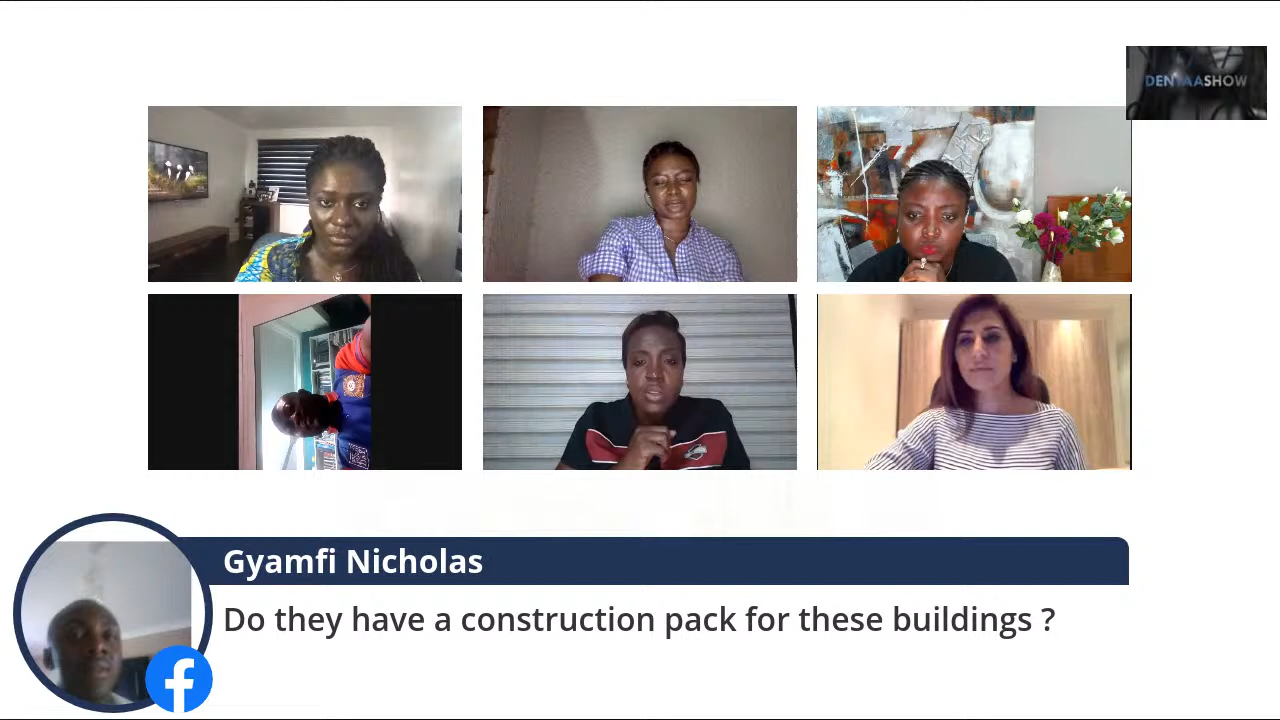 DENYAASHOW
Gyamfi Nicholas
Do they have a construction pack for these buildings ?